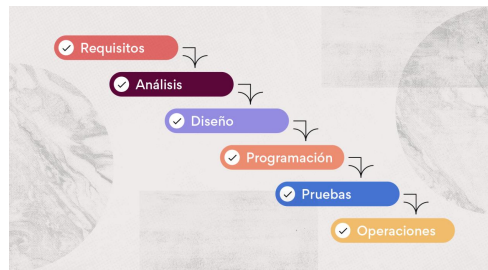 Requisitos
Análisis
Diseño
Programación
Pruebas
Operaciones